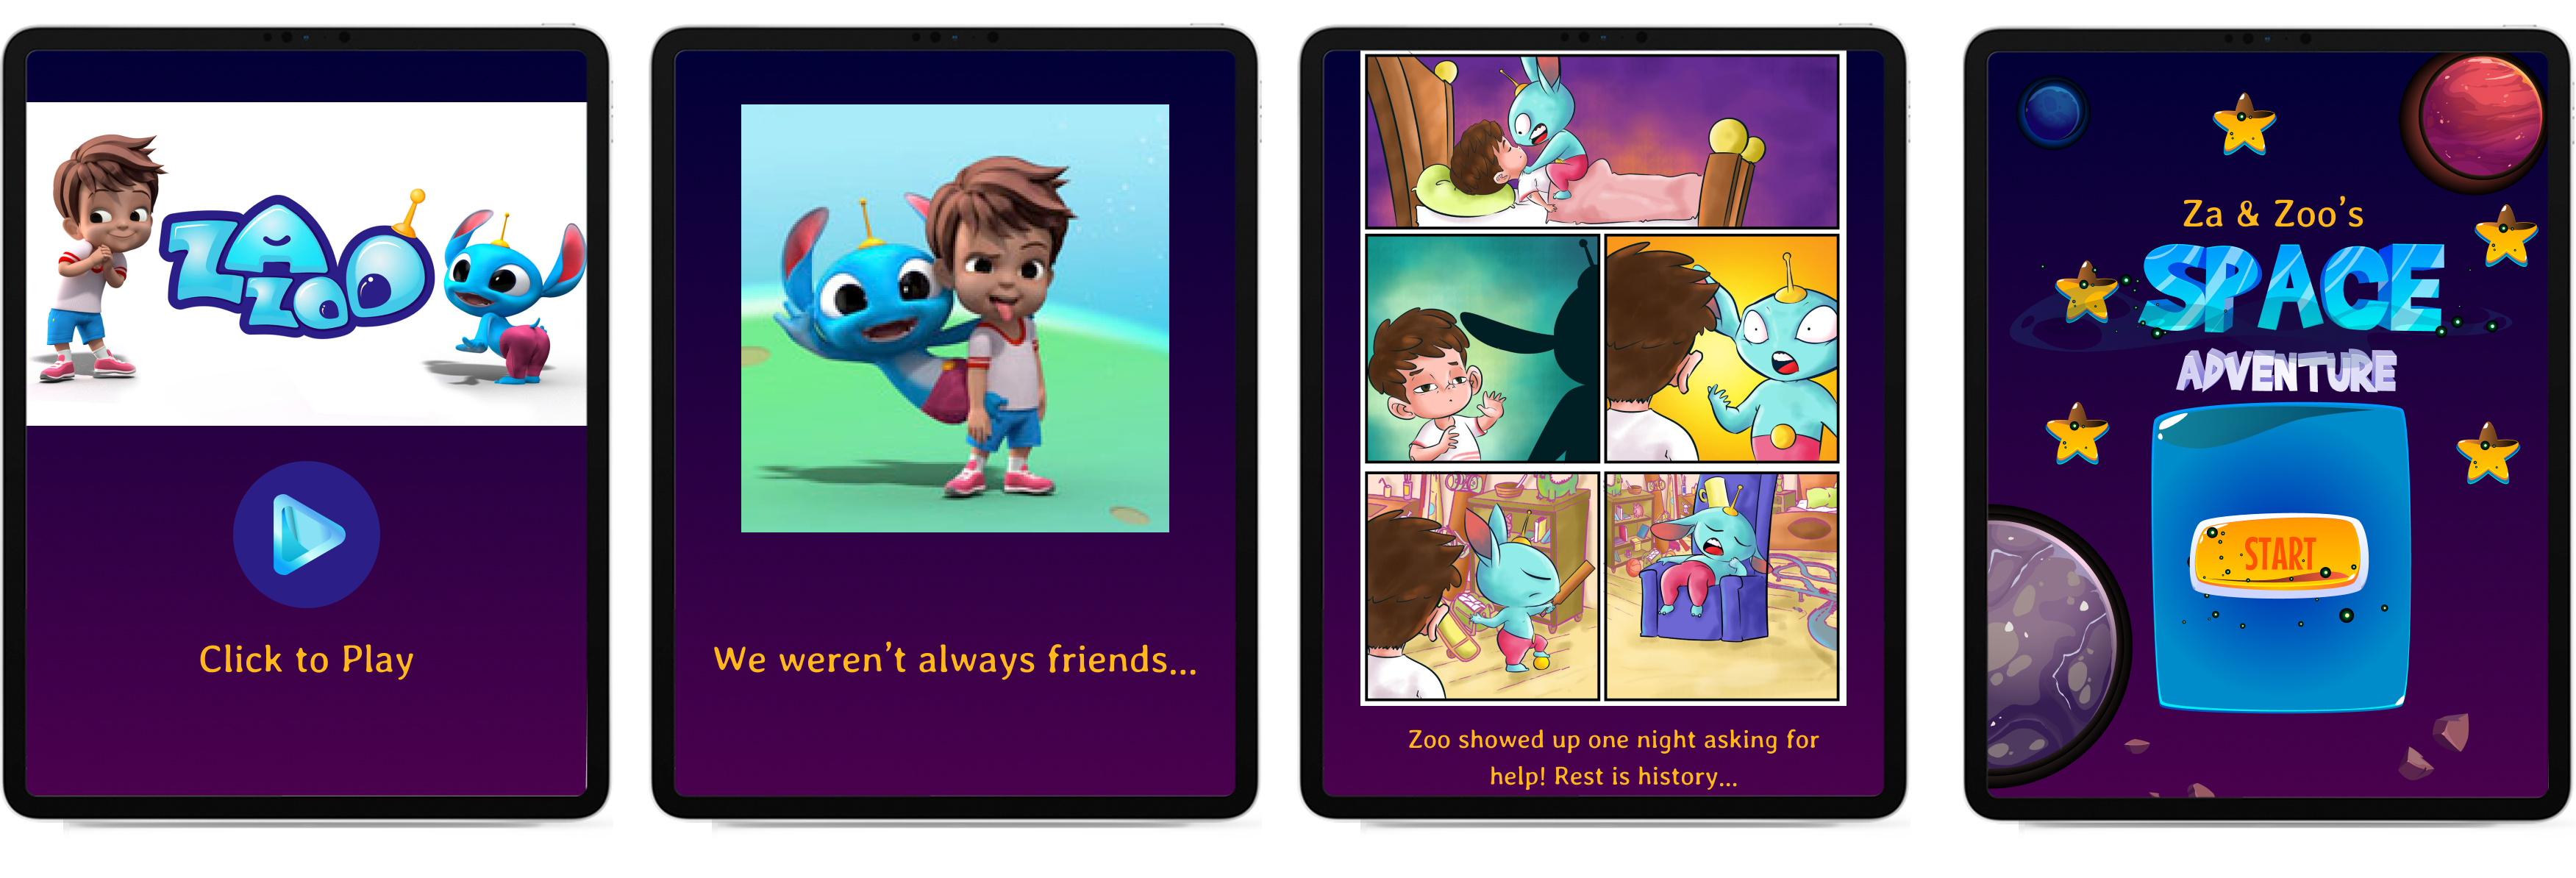 ZA
ZOO
Click to Play
We weren't always friends...
Zoo showed up one night asking for
help! Rest is history...
Za & Zoo's
SPACE
ADVENTURE
START